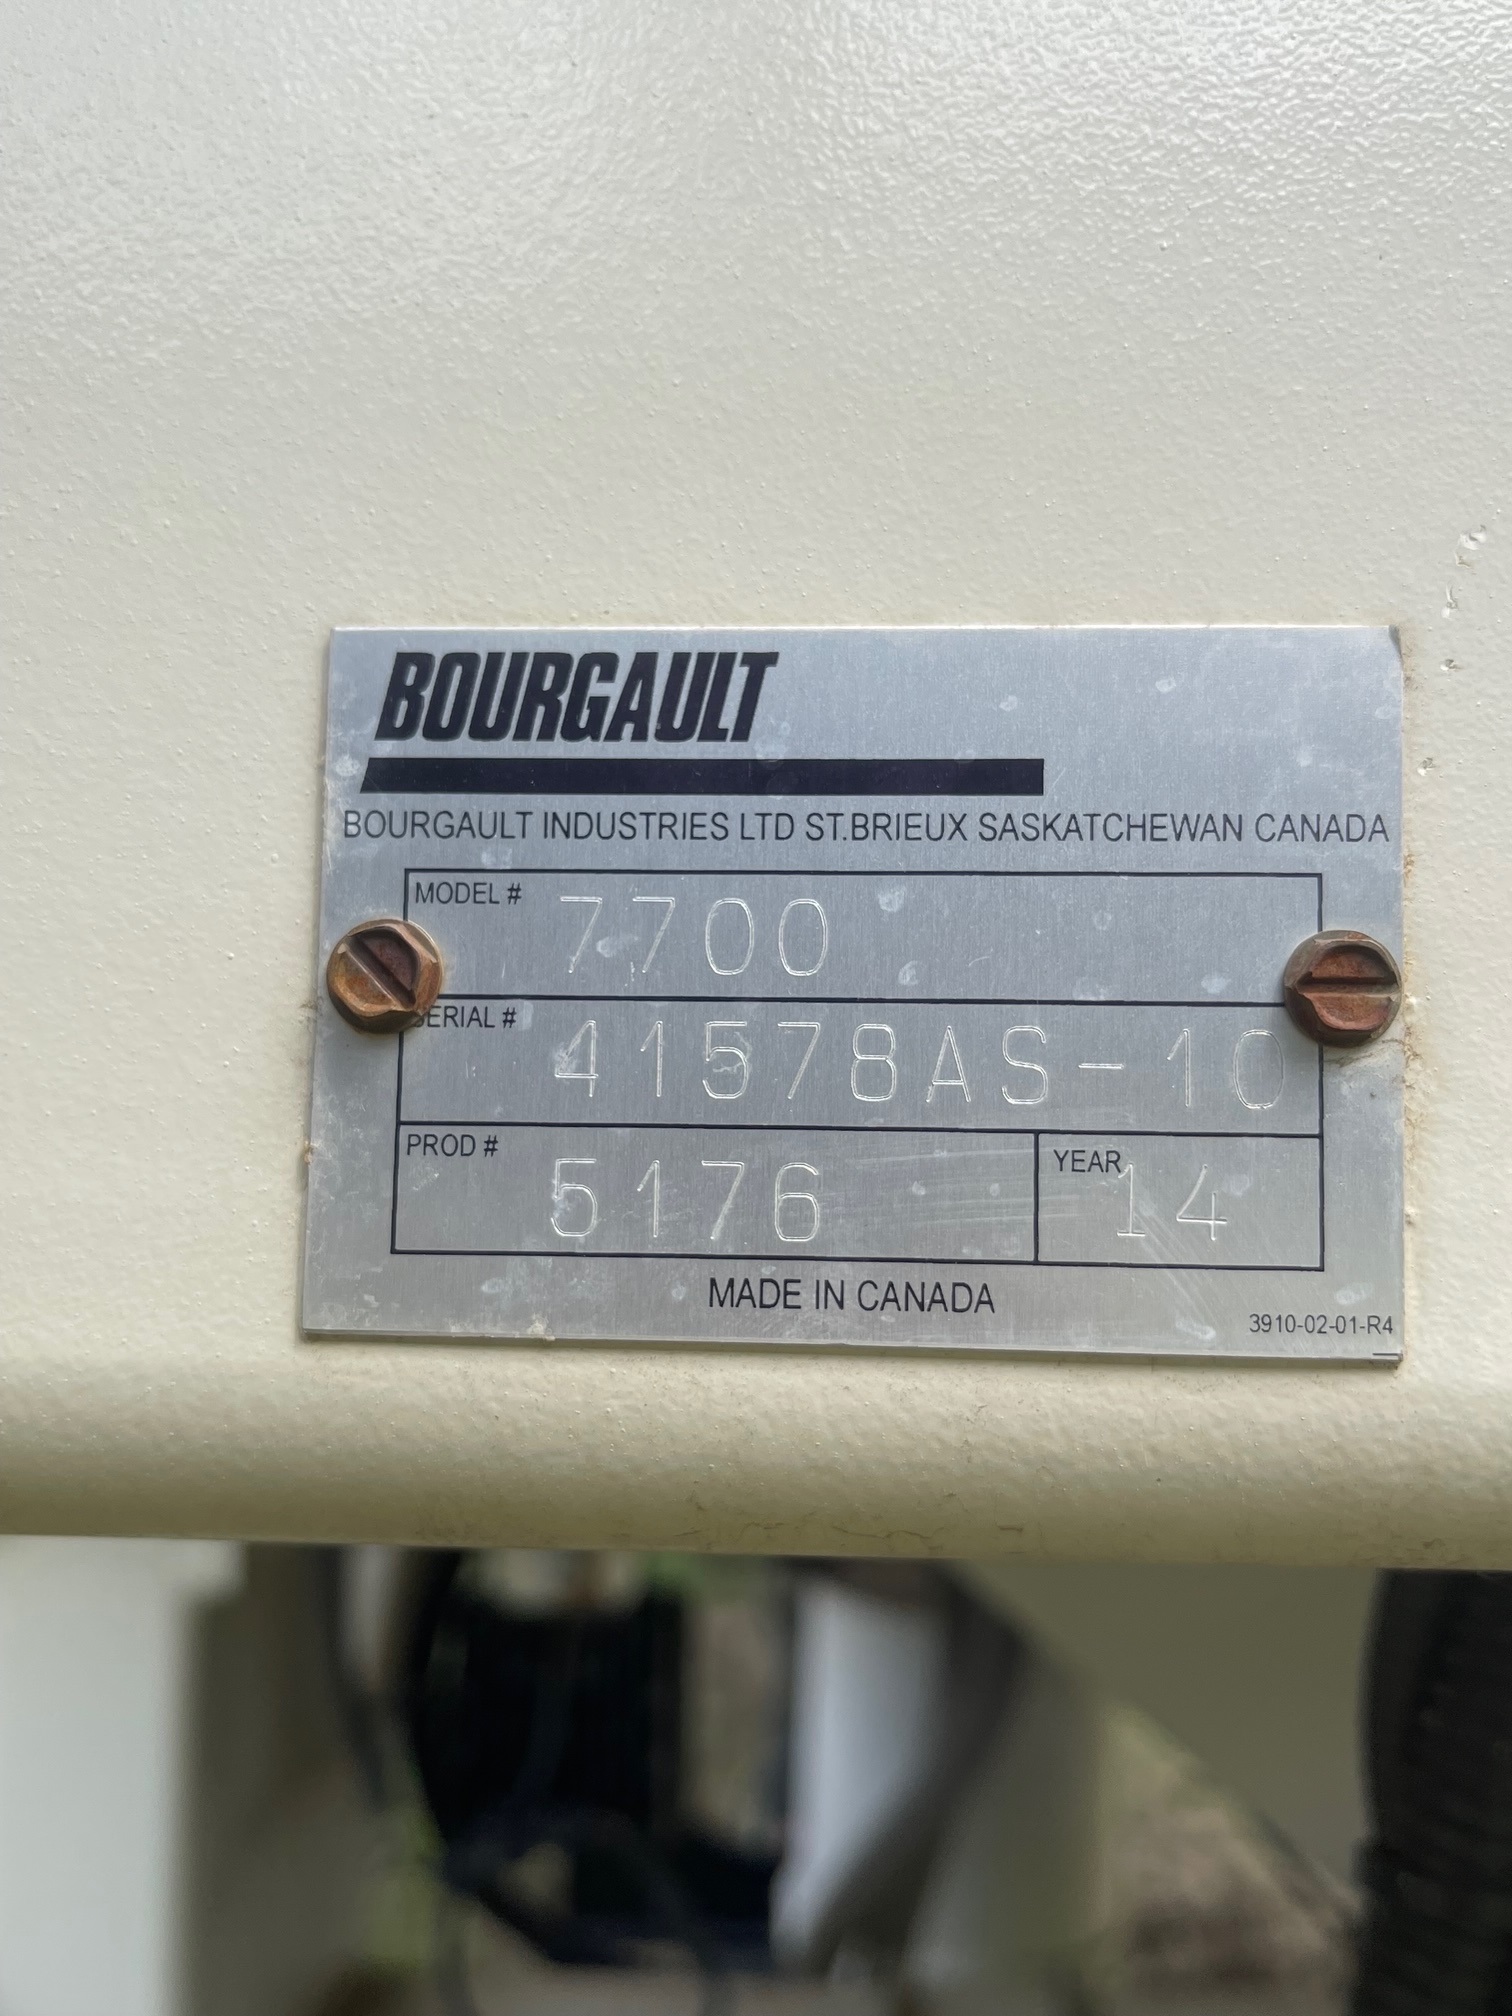 BOURGAULT
BOURGAULT INDUSTRIES LTD ST.BRIEUX SASKATCHEWAN CANADA
MODEL # 7700
SERIAL # 41578AS-10
PROD # 5176 YEAR 14
MADE IN CANADA
3910-02-01-R4